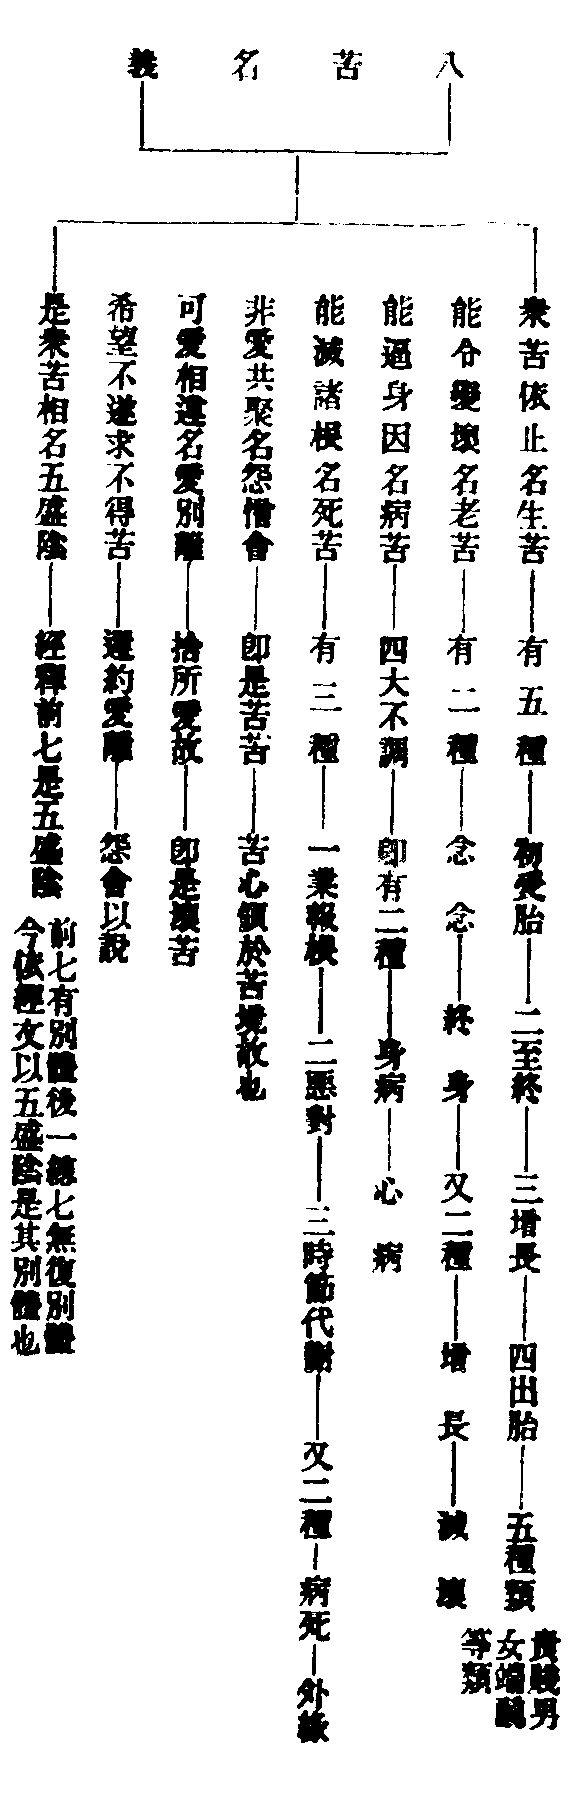 八苦名義
衆苦依止名生苦 有五種 初受胎 二至終 三增長 四出胎 五種類
貴賤男
女端醜
等類
能令變壞名老苦 有二種 念念 終身 又二種 增長 滅壞
能逼身因名病苦 四大不調 卽有二種 身病 心病
能滅諸根名死苦 有三種 一業報根 二惡對 三時節代謝 又二種 病死 外緣
非愛共聚名怨憎會 卽是苦苦 苦心領於苦境故也
可愛相違名愛別離 捨所愛故 卽是壞苦
希望不遂求不得苦 還約愛離 怨會以說
是衆苦相名五盛陰 經釋前七是五盛陰
前七有別體後一總七無復別體
今依經文以五盛陰是其別體也